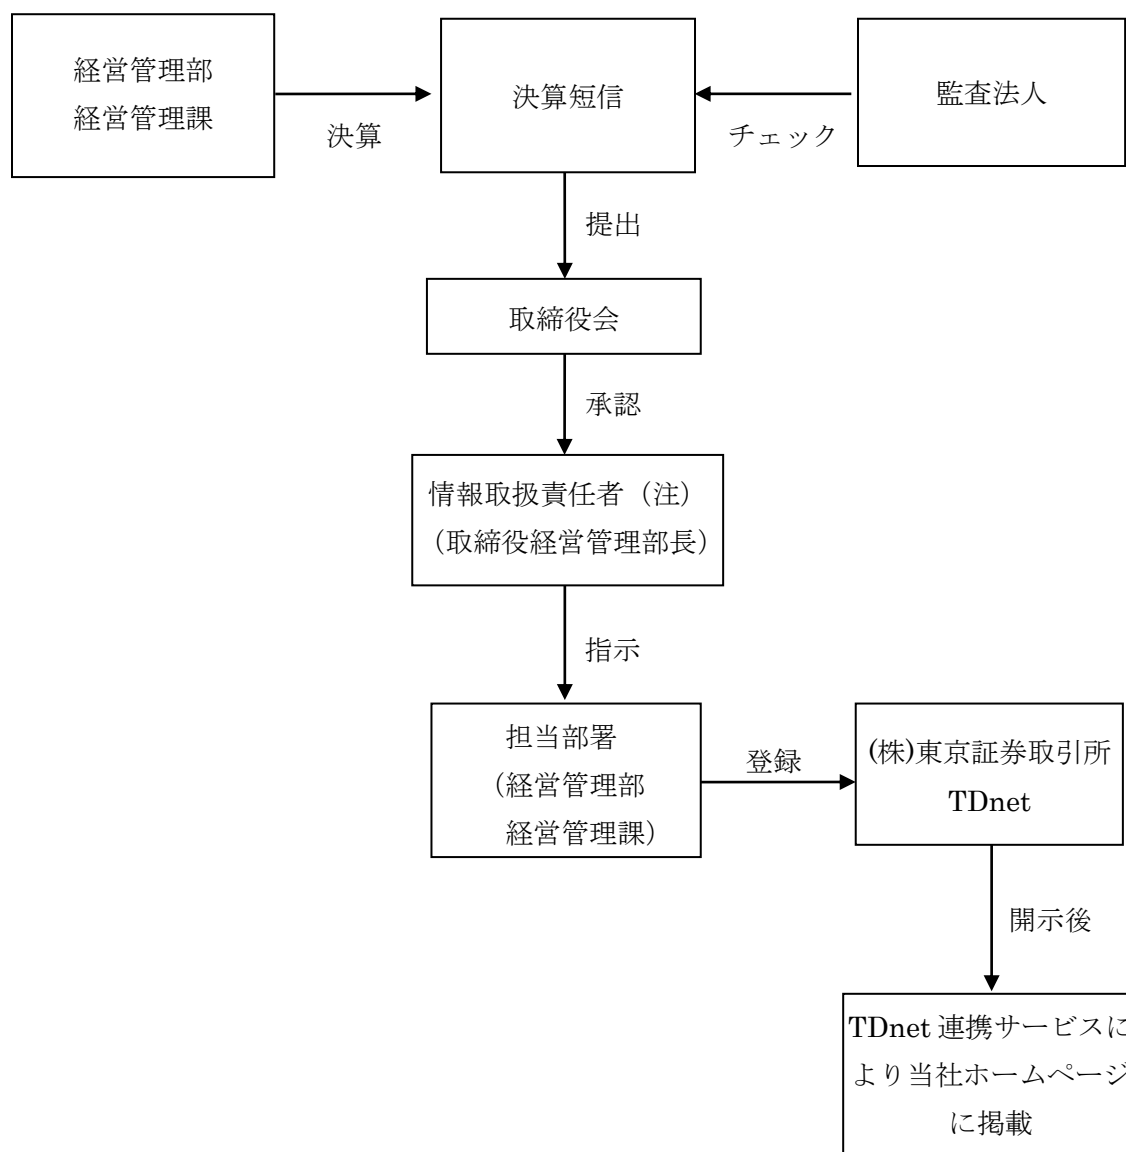 経営管理部
経営管理課
決算
決算短信
チェック
監査法人
提出
取締役会
承認
情報取扱責任者（注）
（取締役経営管理部長）
指示
担当部署
（経営管理部
経営管理課）
登録
(株)東京証券取引所
TDnet
開示後
TDnet 連携サービスに
より当社ホームページ
に掲載